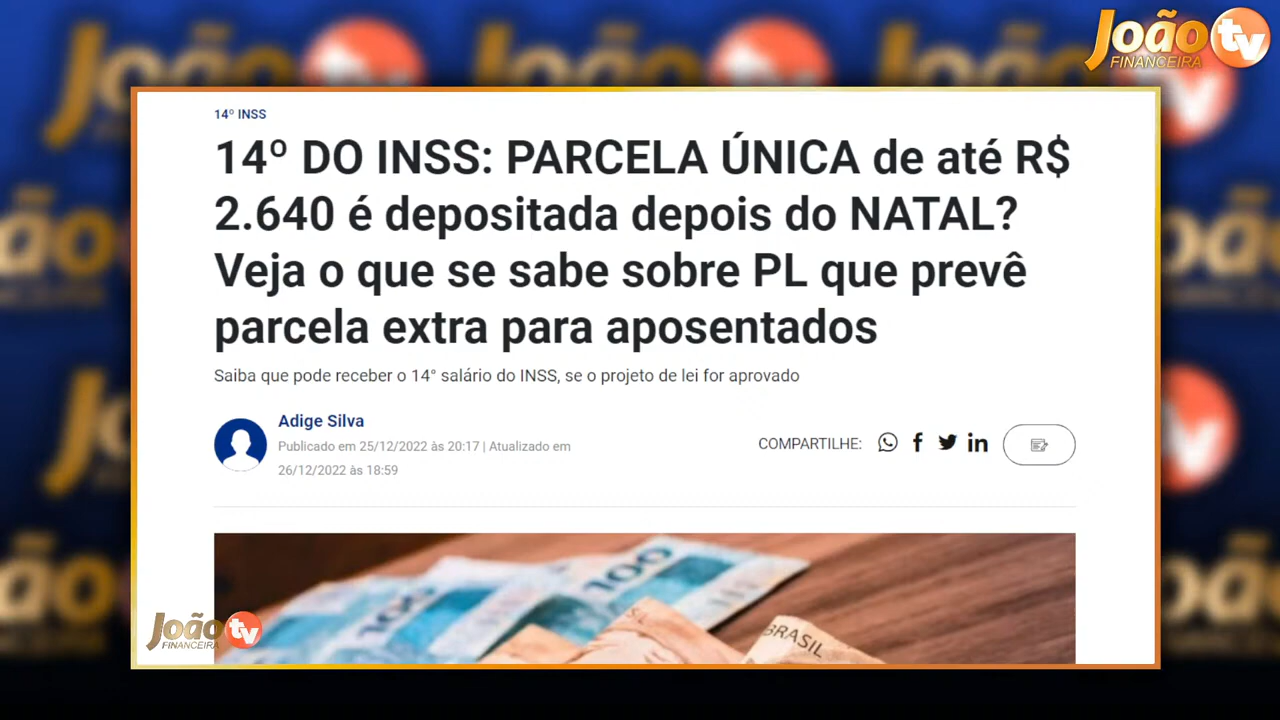 João tv
FINANCEIRA
14º INSS
14º DO INSS: PARCELA ÚNICA de até R$
2.640 é depositada depois do NATAL?
Veja o que se sabe sobre PL que prevê
parcela extra para aposentados
Saiba que pode receber o 14° salário do INSS, se o projeto de lei for aprovado
Adige Silva
Publicado em 25/12/2022 às 20:17 | Atualizado em
26/12/2022 às 18:59
COMPARTILHE:
100
100
BRASIL
João tv
FINANCEIRA